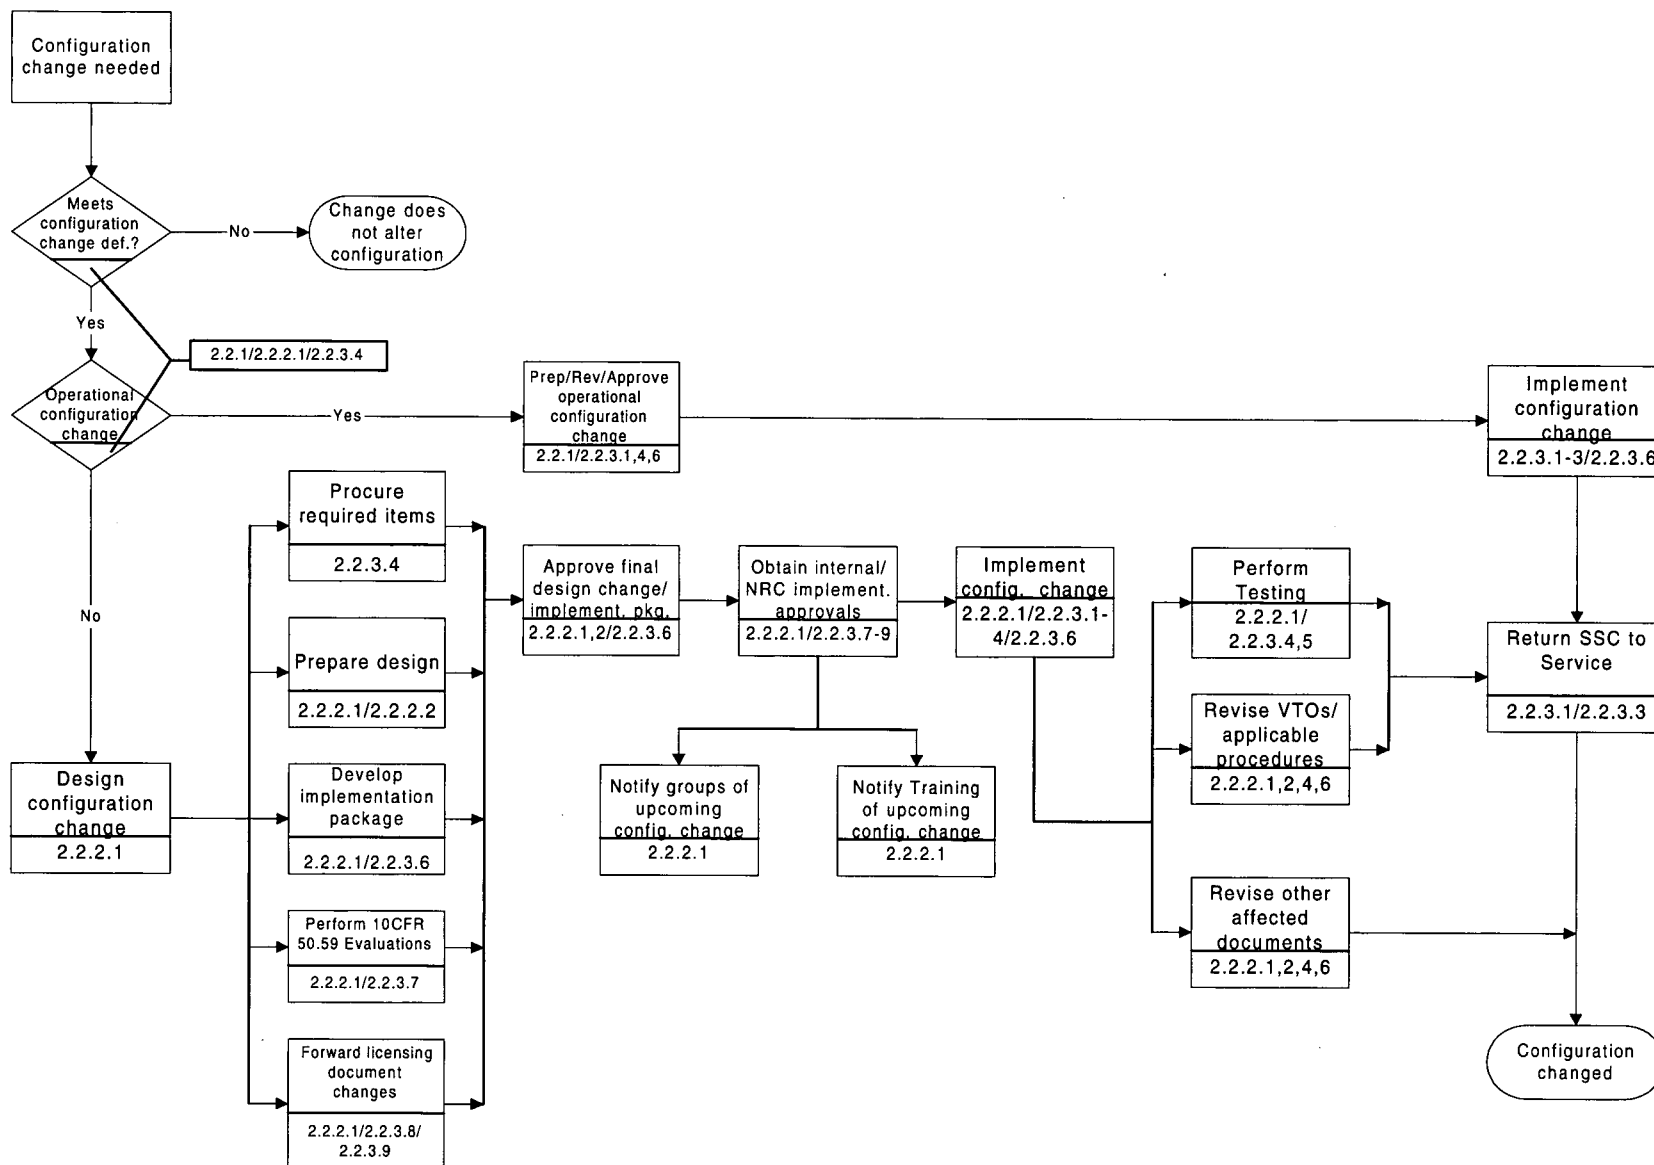 Configuration
change needed
Meets
configuration
change def.?
No
Change does
not alter
configuration
Yes
2.2.1/2.2.2.1/2.2.3.4
Operational
configuration
change
Yes
Prep/Rev/Approve
operational
configuration
change
2.2.1/2.2.3.1,4,6
Implement
configuration
change
2.2.3.1-3/2.2.3.6
No
Procure
required items
2.2.3.4
Prepare design
2.2.2.1/2.2.2.2
Design
configuration
change
2.2.2.1
Develop
implementation
package
2.2.2.1/2.2.3.6
Perform 10CFR
50.59 Evaluations
2.2.2.1/2.2.3.7
Forward licensing
document
changes
2.2.2.1/2.2.3.8/
2.2.3.9
Approve final
design change/
implement. pkg.
2.2.2.1,2/2.2.3.6
Obtain internal/
NRC implement.
approvals
2.2.2.1/2.2.3.7-9
Notify groups of
upcoming
config. change
2.2.2.1
Notify Training
of upcoming
config. change
2.2.2.1
Implement
config. change
2.2.2.1/2.2.3.1-
4/2.2.3.6
Perform
Testing
2.2.2.1/
2.2.3.4,5
Revise VTOs/
applicable
procedures
2.2.2.1,2,4,6
Revise other
affected
documents
2.2.2.1,2,4,6
Return SSC to
Service
2.2.3.1/2.2.3.3
Configuration
changed